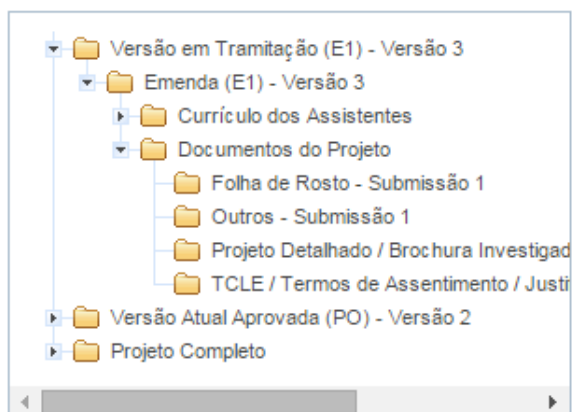 Versão em Tramitação (E1) - Versão 3
Emenda (E1) - Versão 3
Currículo dos Assistentes
Documentos do Projeto
Folha de Rosto - Submissão 1
Outros - Submissão 1
Projeto Detalhado / Brochura Investigad
TCLE / Termos de Assentimento / Justi
Versão Atual Aprovada (PO) - Versão 2
Projeto Completo